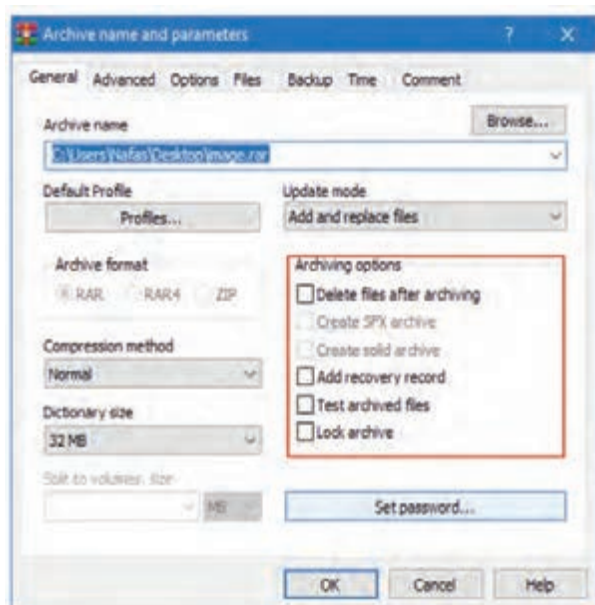 Archive name and parameters ? X
General Advanced Options Files Backup Time Comment
Archive name
Browse...
C:\Users\Nafas\Desktop\image.rar
Default Profile
Profiles...
Update mode
Add and replace files
Archive format
RAR RAR4 ZIP
Compression method
Normal
Dictionary size
32 MB
Split to volumes, size
MB
Archiving options
Delete files after archiving
Create SFX archive
Create solid archive
Add recovery record
Test archived files
Lock archive
Set password...
OK Cancel Help